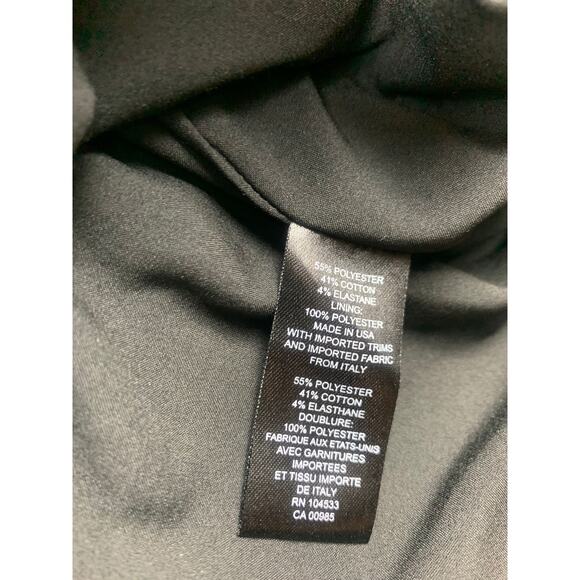 55% POLYESTER
41% COTTON
4% ELASTANE
LINING:
100% POLYESTER
MADE IN USA
WITH IMPORTED TRIMS
AND IMPORTED FABRIC
FROM ITALY
55% POLYESTER
41% COTTON
4% ELASTHANE
DOUBLURE:
100% POLYESTER
FABRIQUE AUX ETATS-UNIS
AVEC GARNITURES
IMPORTEES
ET TISSU IMPORTE
DE ITALY
RN 104533
CA 00985